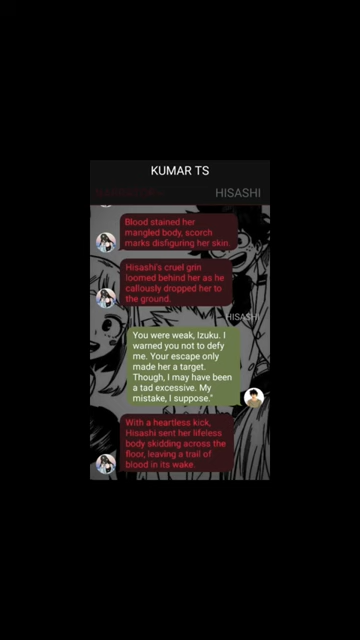 KUMAR TS
HISASHI
Blood stained her
mangled body, scorch
marks disfiguring her skin.
Hisashi's cruel grin
loomed behind her as he
callously dropped her to
the ground.
HISASHI
You were weak, Izuku. I
warned you not to defy
me. Your escape only
made her a target.
Though, I may have been
a tad excessive. My
mistake, I suppose."
With a heartless kick,
Hisashi sent her lifeless
body skidding across the
floor, leaving a trail of
blood in its wake.